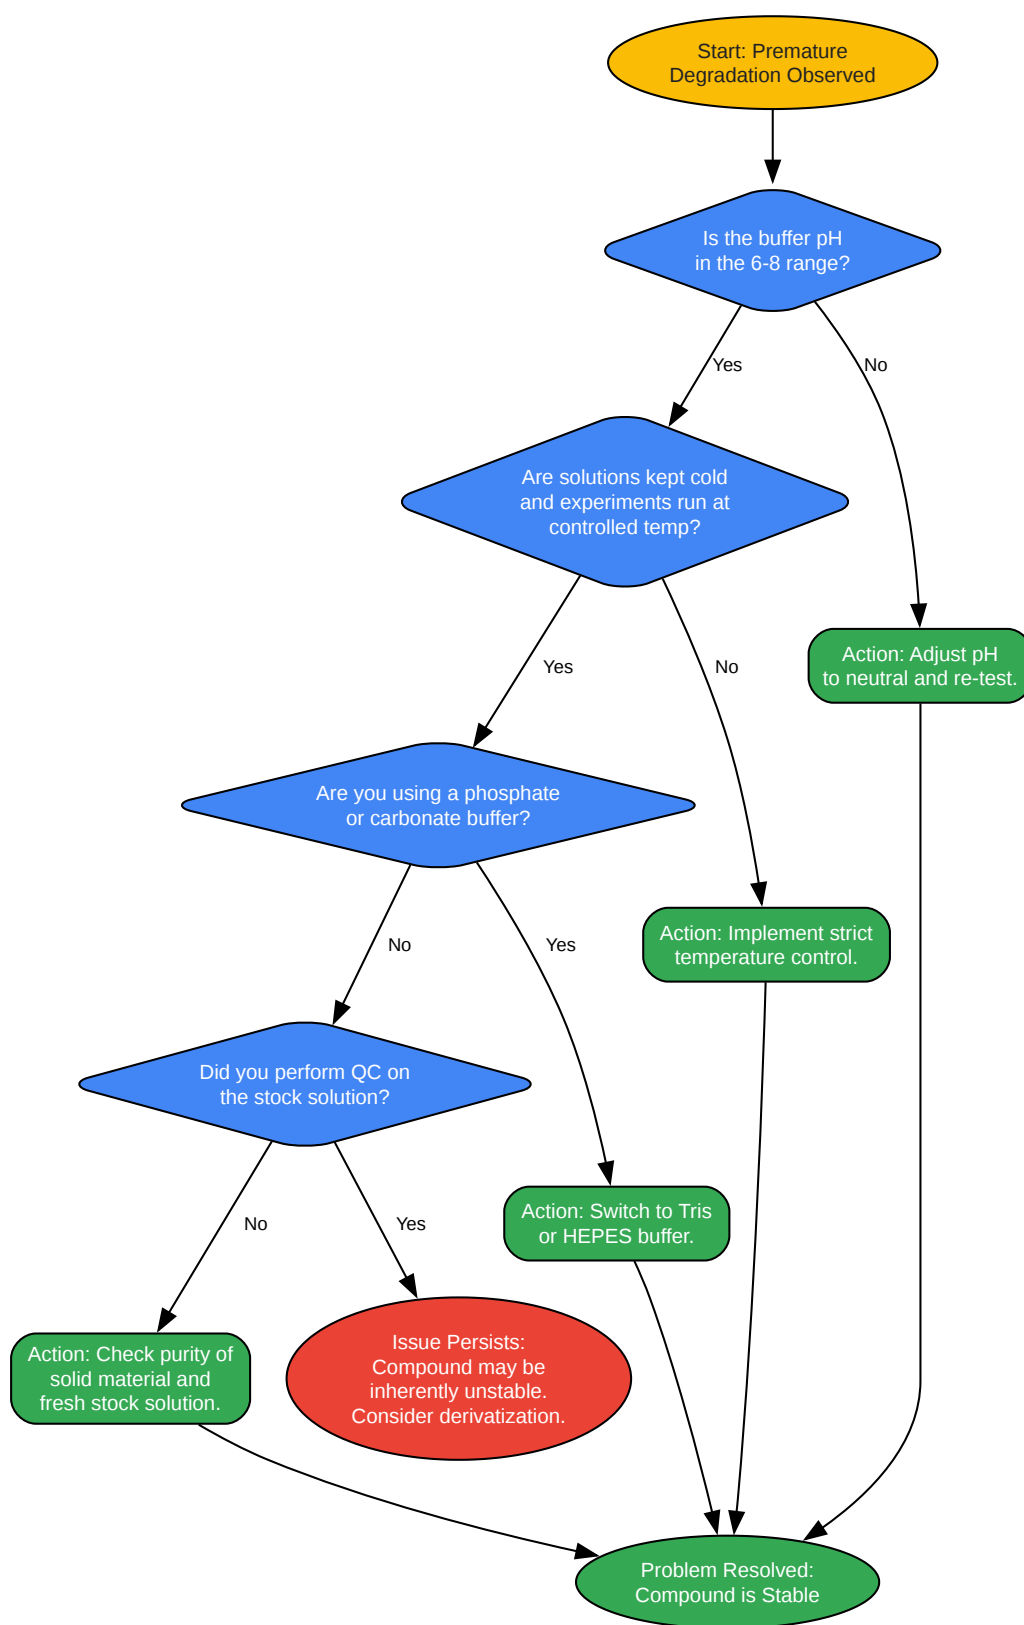 Start: Premature
Degradation Observed
Is the buffer pH
in the 6-8 range?
Yes
No
Are solutions kept cold
and experiments run at
controlled temp?
Yes
No
Action: Adjust pH
to neutral and re-test.
Are you using a phosphate
or carbonate buffer?
No
Yes
Action: Implement strict
temperature control.
Did you perform QC on
the stock solution?
No
Yes
Action: Switch to Tris
or HEPES buffer.
Action: Check purity of
solid material and
fresh stock solution.
Issue Persists:
Compound may be
inherently unstable.
Consider derivatization.
Problem Resolved:
Compound is Stable